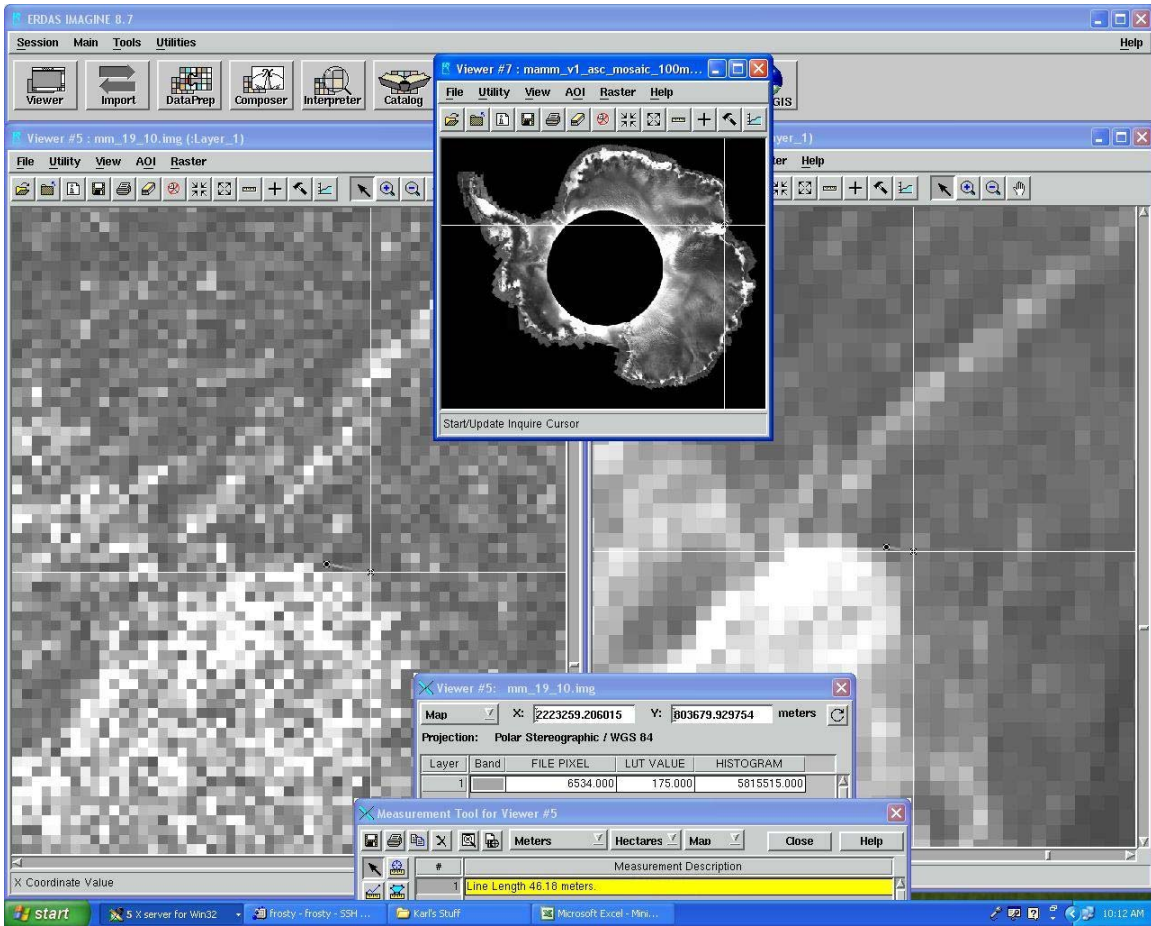 ERDAS IMAGINE 8.7
Session Main Tools Utilities Help
Viewer Import DataPrep Composer Interpreter Catalog GIS
Viewer #7 : mamm_v1_asc_mosaic_100m...
File Utility View AOI Raster Help
Start/Update Inquire Cursor
Viewer #5 : mm_19_10.img (:Layer_1)
File Utility View AOI Raster
X Coordinate Value
yer_1)
ter Help
Viewer #5: mm_19_10.img
Map X: 2223259.206015 Y: 803679.929754 meters
Projection: Polar Stereographic / WGS 84
Layer Band FILE PIXEL LUT VALUE HISTOGRAM
1 6534.000 175.000 5815515.000
Measurement Tool for Viewer #5
Meters Hectares Map Close Help
# Measurement Description
1 Line Length 46.18 meters.
start 5 X server for Win32 frosty - frosty - SSH ... Karl's Stuff Microsoft Excel - Mini... 10:12 AM